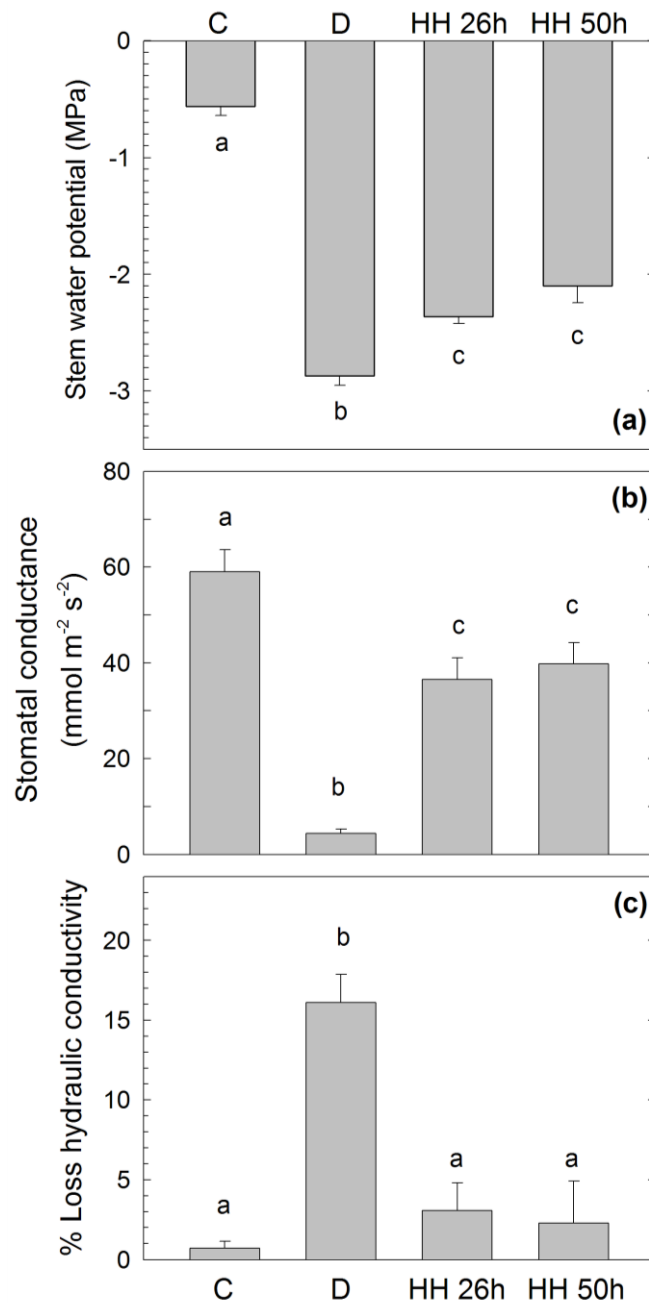 C D HH 26h HH 50h
0
-1
-2
-3
Stem water potential (MPa)
a
b
c
c
(a)
80
60
40
20
0
Stomatal conductance
(mmol m⁻² s⁻²)
a
b
c
c
(b)
20
15
10
5
0
% Loss hydraulic conductivity
a
b
a
a
(c)
C D HH 26h HH 50h